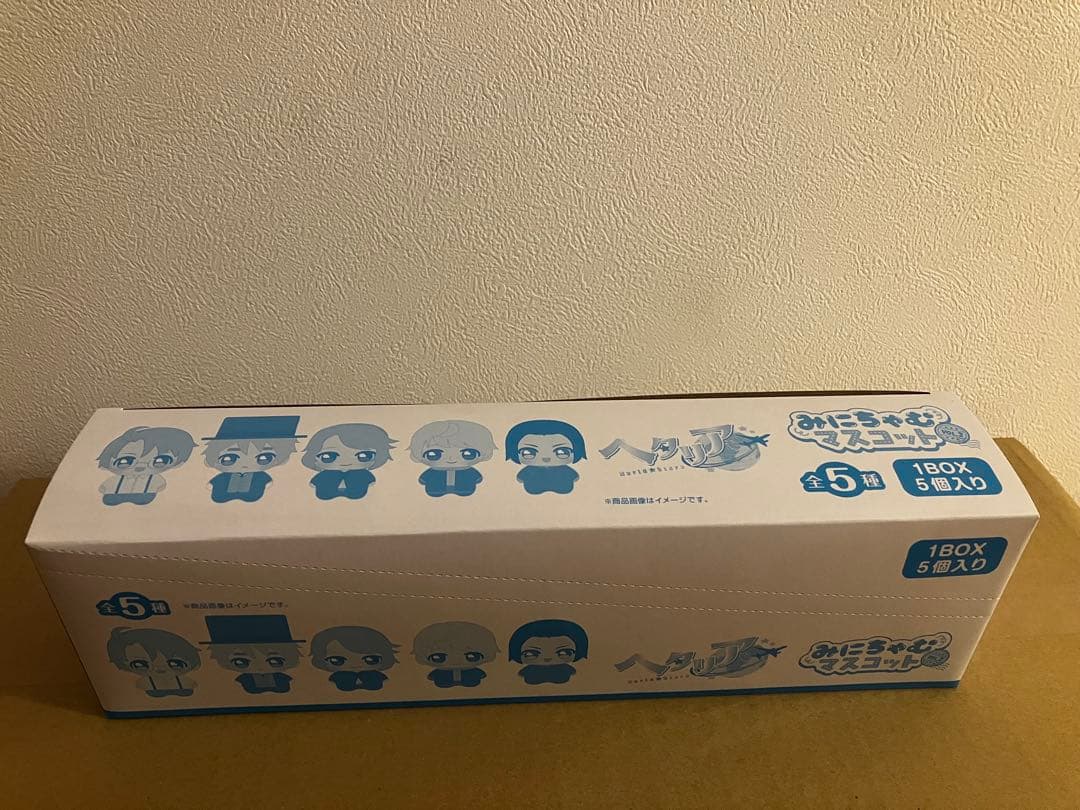 ヘタリア
World★Stars
※商品画像はイメージです。
みにちゃむ
マスコット
全5種
1BOX
5個入り
1BOX
5個入り
全5種
※商品画像はイメージです。
ヘタリア
World★Stars
みにちゃむ
マスコット